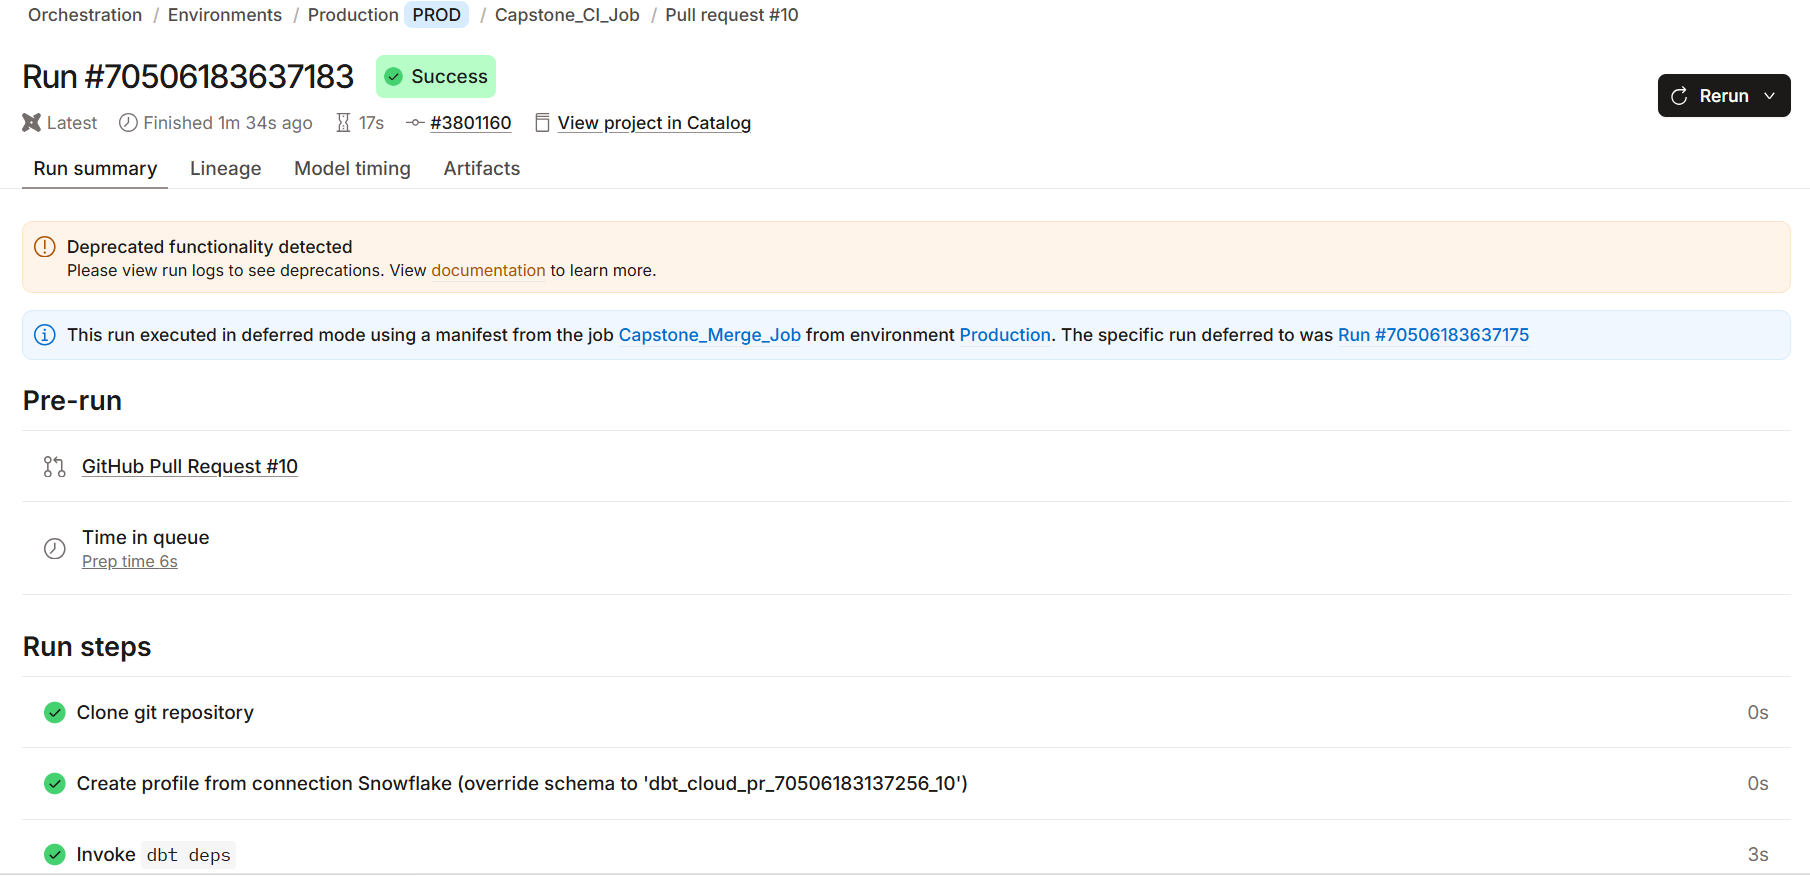 Orchestration / Environments / Production PROD / Capstone_CI_Job / Pull request #10
Run #70506183637183 Success
Rerun
Latest Finished 1m 34s ago 17s #3801160 View project in Catalog
Run summary Lineage Model timing Artifacts
Deprecated functionality detected
Please view run logs to see deprecations. View documentation to learn more.
This run executed in deferred mode using a manifest from the job Capstone_Merge_Job from environment Production. The specific run deferred to was Run #70506183637175
Pre-run
GitHub Pull Request #10
Time in queue
Prep time 6s
Run steps
Clone git repository 0s
Create profile from connection Snowflake (override schema to 'dbt_cloud_pr_70506183137256_10') 0s
Invoke dbt deps 3s